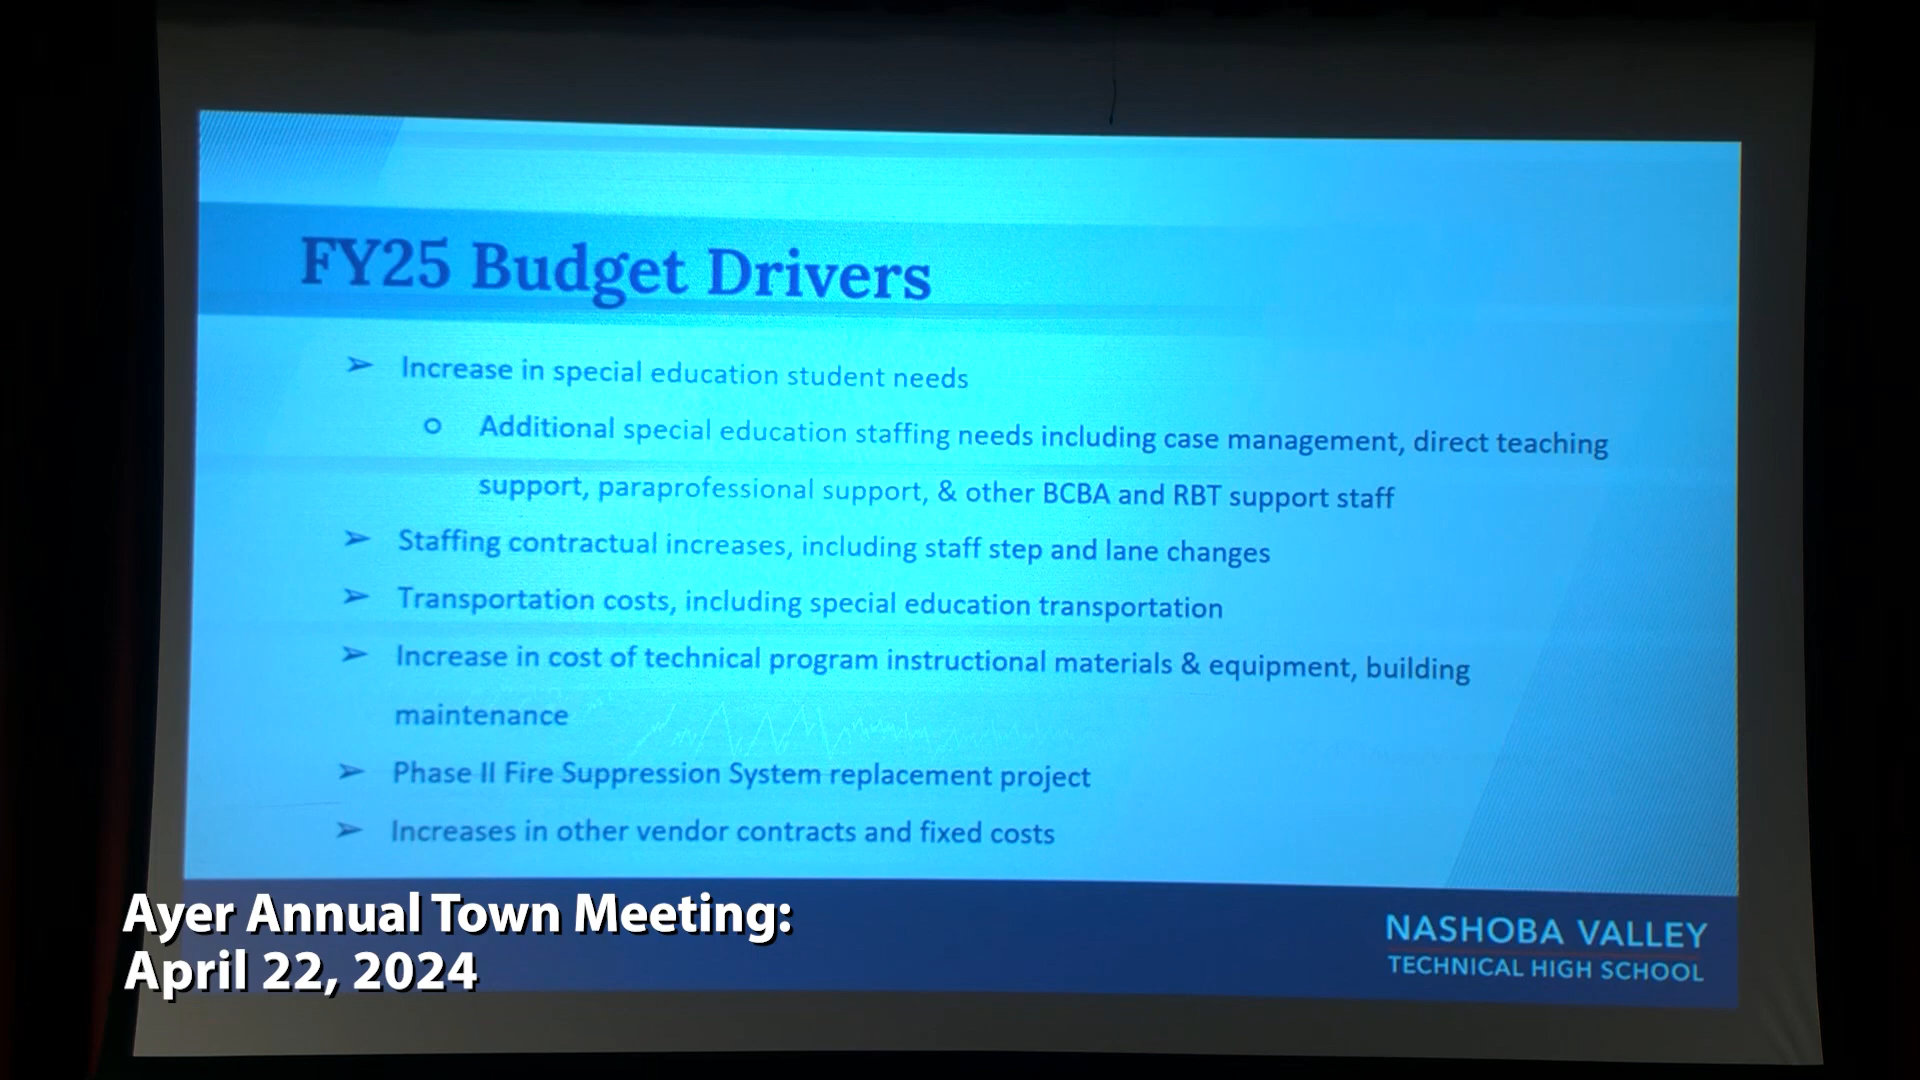 FY25 Budget Drivers
➢ Increase in special education student needs
o Additional special education staffing needs including case management, direct teaching
support, paraprofessional support, & other BCBA and RBT support staff
➢ Staffing contractual increases, including staff step and lane changes
➢ Transportation costs, including special education transportation
➢ Increase in cost of technical program instructional materials & equipment, building
maintenance
➢ Phase II Fire Suppression System replacement project
➢ Increases in other vendor contracts and fixed costs
Ayer Annual Town Meeting:
April 22, 2024
NASHOBA VALLEY
TECHNICAL HIGH SCHOOL